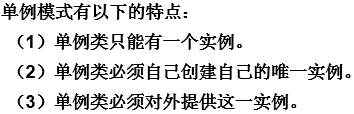 单例模式有以下的特点：
（1）单例类只能有一个实例。
（2）单例类必须自己创建自己的唯一实例。
（3）单例类必须对外提供这一实例。